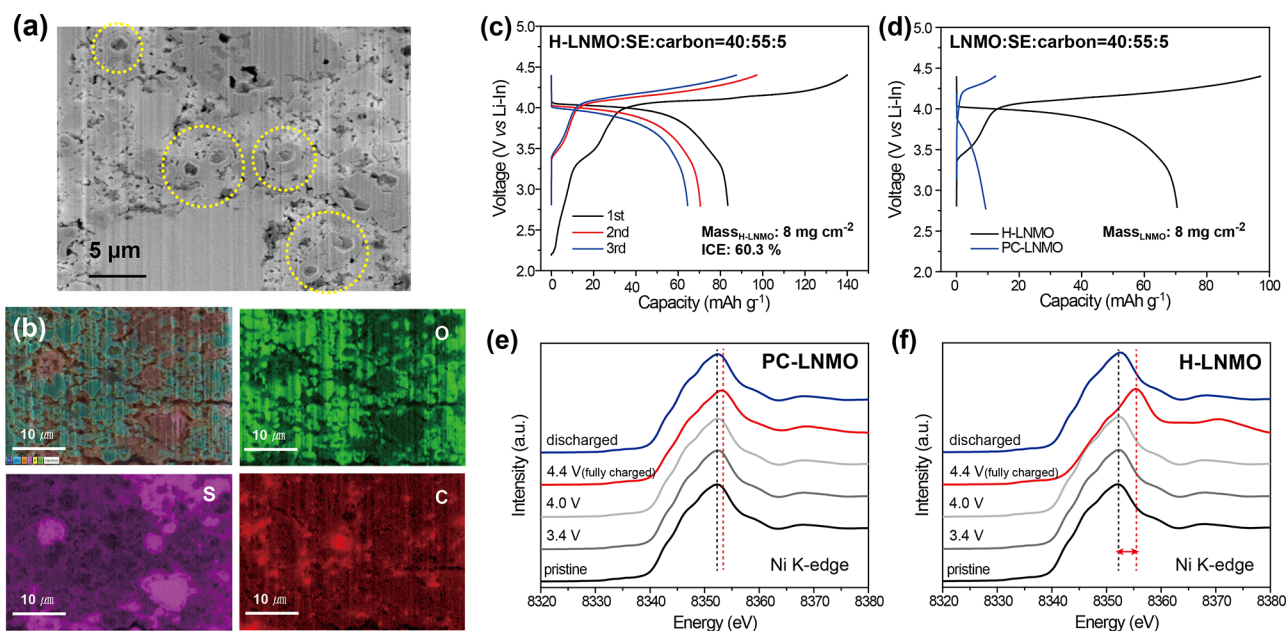 (a)
5 µm
(b)
10 ㎛
O
10 ㎛
S
10 ㎛
C
10 ㎛
(c)
H-LNMO:SE:carbon=40:55:5
Voltage (V vs Li-In)
5.0
4.5
4.0
3.5
3.0
2.5
2.0
1st
2nd
3rd
MassH-LNMO: 8 mg cm-2
ICE: 60.3 %
0 20 40 60 80 100 120 140
Capacity (mAh g-1)
(d)
LNMO:SE:carbon=40:55:5
Voltage (V vs Li-In)
5.0
4.5
4.0
3.5
3.0
2.5
2.0
H-LNMO
PC-LNMO
MassLNMO: 8 mg cm-2
0 20 40 60 80 100
Capacity (mAh g-1)
(e)
PC-LNMO
Intensity (a.u.)
discharged
4.4 V(fully charged)
4.0 V
3.4 V
pristine
Ni K-edge
8320 8330 8340 8350 8360 8370 8380
Energy (eV)
(f)
H-LNMO
Intensity (a.u.)
discharged
4.4 V(fully charged)
4.0 V
3.4 V
pristine
Ni K-edge
8320 8330 8340 8350 8360 8370 8380
Energy (eV)